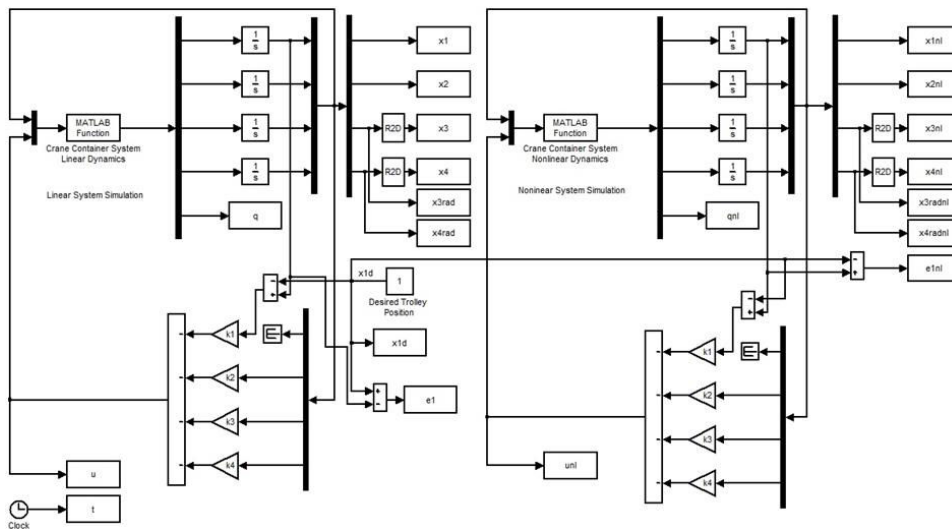 1
s
x1
1
s
x2
MATLAB
Function
R2D
x3
Crane Container System
Linear Dynamics
1
s
1
s
R2D
x4
Linear System Simulation
x3rad
q
x4rad
x1d
-
+
1
Desired Trolley
Position
x1d
-
k1
-
k2
+
-
e1
-
k3
-
k4
u
t
Clock
1
s
x1nl
1
s
x2nl
MATLAB
Function
R2D
x3nl
Crane Container System
Nonlinear Dynamics
1
s
1
s
R2D
x4nl
Noninear System Simulation
x3radnl
qnl
x4radnl
-
+
e1nl
-
+
-
k1
-
k2
-
k3
-
k4
unl